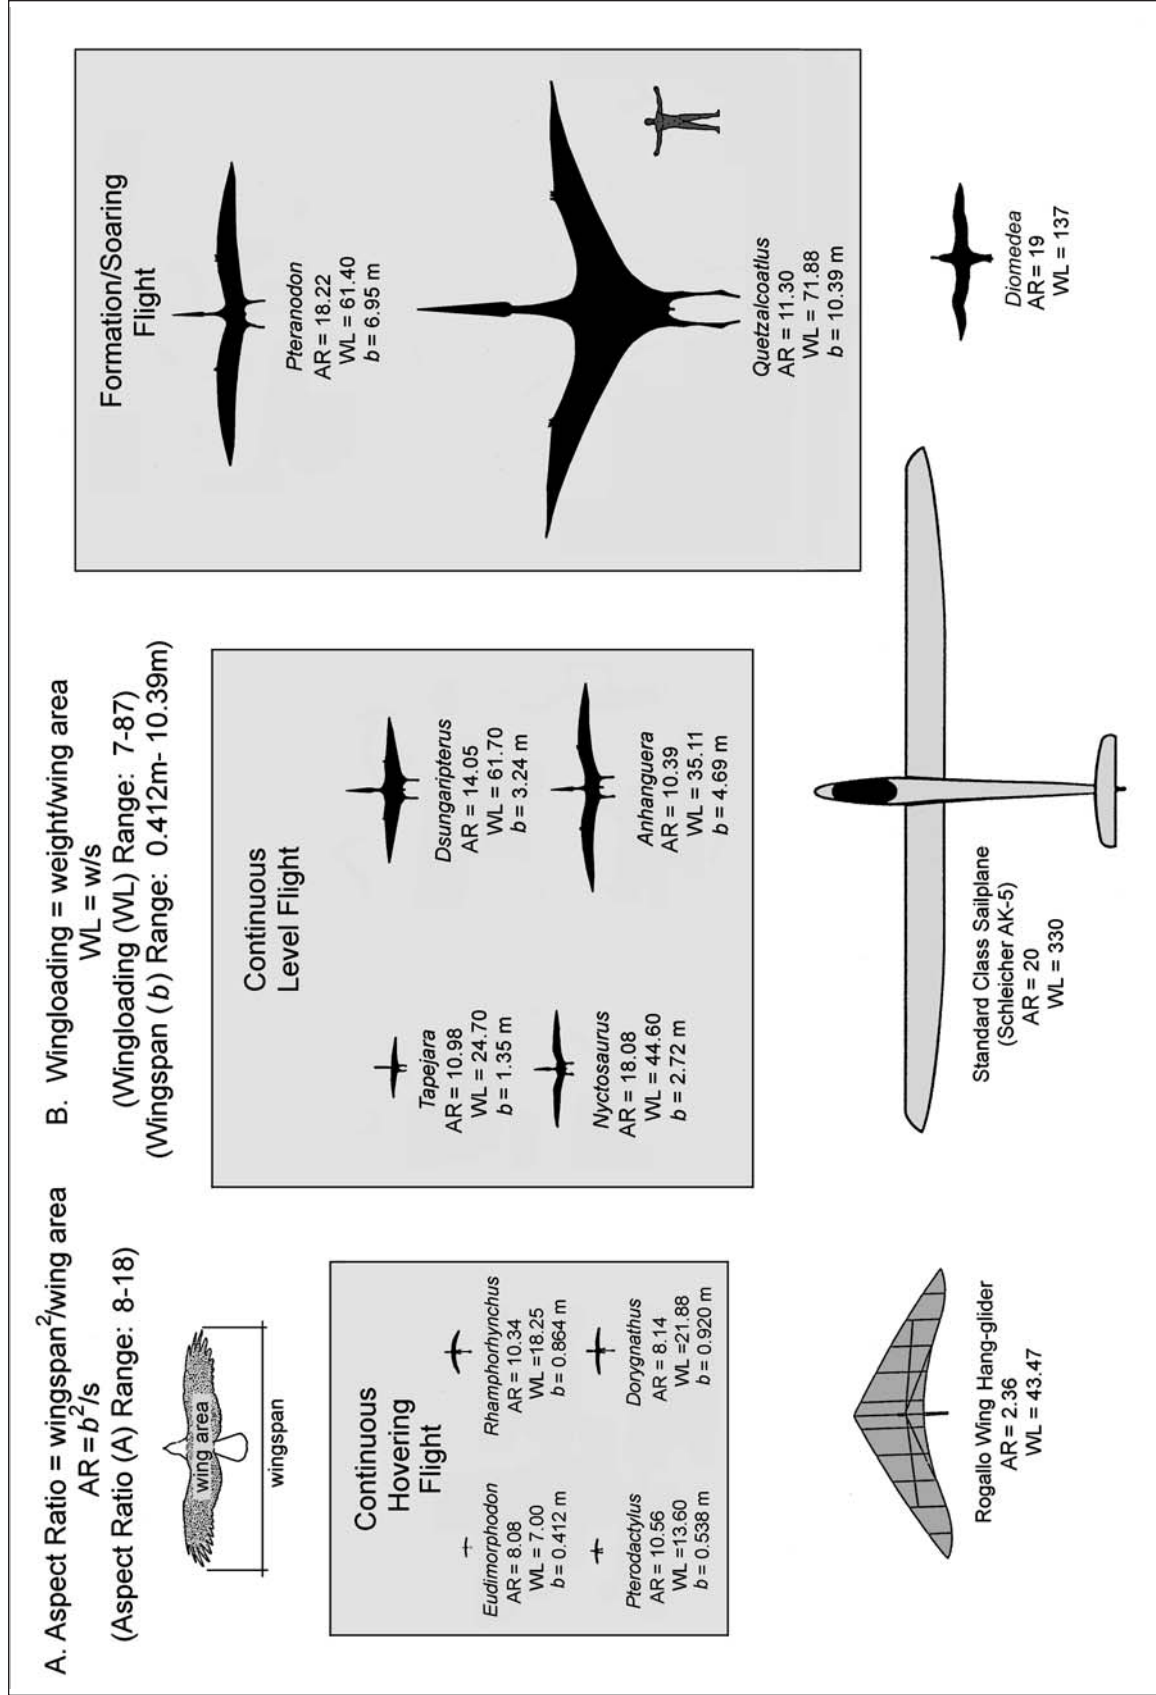 A. Aspect Ratio = wingspan²/wing area
AR = b²/s
(Aspect Ratio (A) Range: 8-18)
wing area
wingspan
B. Wingloading = weight/wing area
WL = w/s
(Wingloading (WL) Range: 7-87)
(Wingspan (b) Range: 0.412m- 10.39m)
Continuous
Hovering
Flight
Eudimorphodon
AR = 8.08
WL = 7.00
b = 0.412 m
Rhamphorhynchus
AR = 10.34
WL =18.25
b = 0.864 m
Pterodactylus
AR = 10.56
WL =13.60
b = 0.538 m
Dorygnathus
AR = 8.14
WL =21.88
b = 0.920 m
Continuous
Level Flight
Tapejara
AR = 10.98
WL = 24.70
b = 1.35 m
Dsungaripterus
AR = 14.05
WL = 61.70
b = 3.24 m
Nyctosaurus
AR = 18.08
WL = 44.60
b = 2.72 m
Anhanguera
AR = 10.39
WL = 35.11
b = 4.69 m
Formation/Soaring
Flight
Pteranodon
AR = 18.22
WL = 61.40
b = 6.95 m
Quetzalcoatlus
AR = 11.30
WL = 71.88
b = 10.39 m
Rogallo Wing Hang-glider
AR = 2.36
WL = 43.47
Standard Class Sailplane
(Schleicher AK-5)
AR = 20
WL = 330
Diomedea
AR = 19
WL = 137